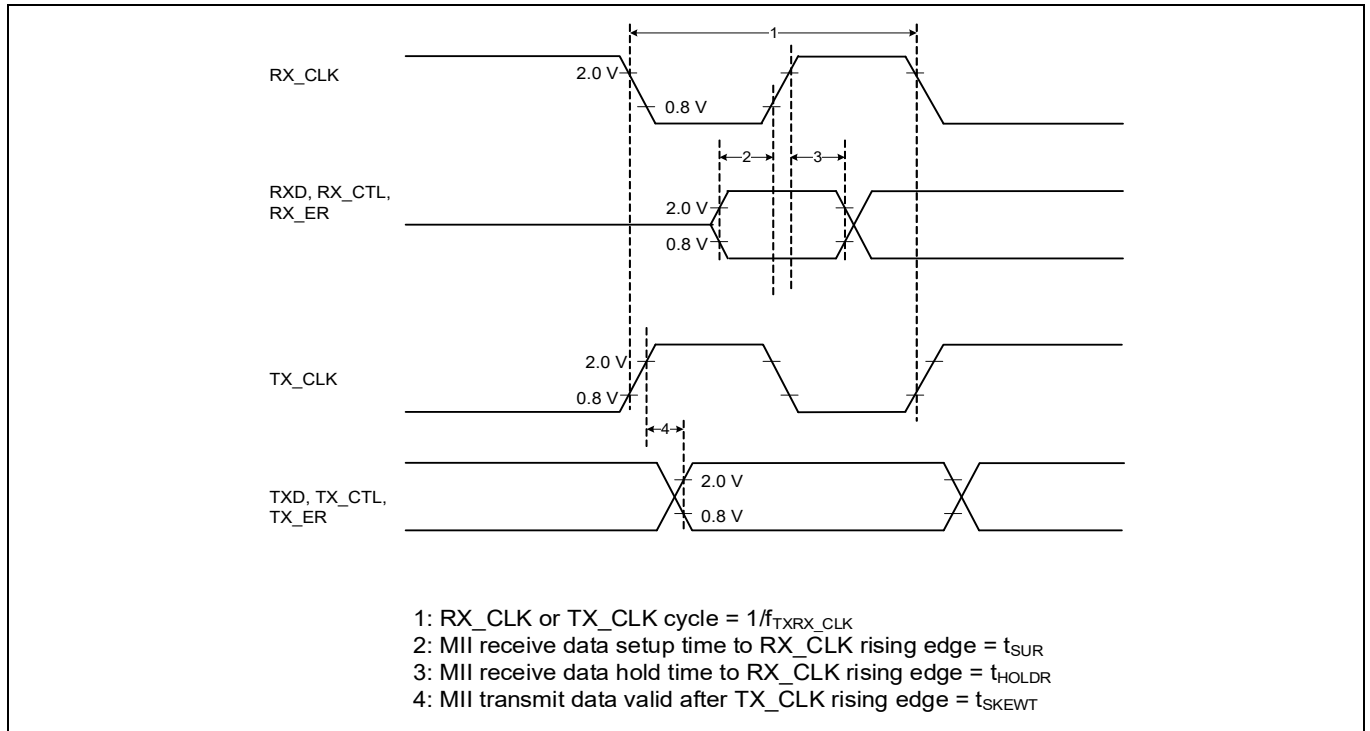 1
RX_CLK
2.0 V
0.8 V
2
3
RXD, RX_CTL,
RX_ER
2.0 V
0.8 V
TX_CLK
2.0 V
0.8 V
4
TXD, TX_CTL,
TX_ER
2.0 V
0.8 V
1: RX_CLK or TX_CLK cycle = 1/fTXRX_CLK
2: MII receive data setup time to RX_CLK rising edge = tSUR
3: MII receive data hold time to RX_CLK rising edge = tHOLDR
4: MII transmit data valid after TX_CLK rising edge = tSKEWT